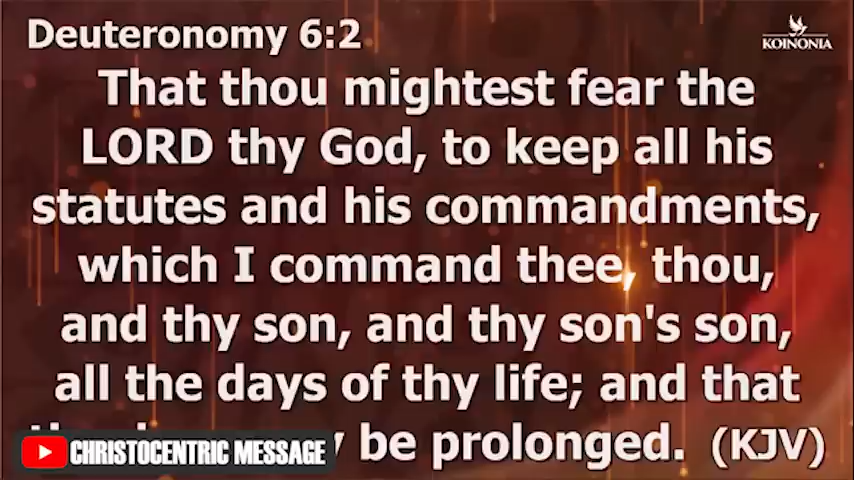 Deuteronomy 6:2
KOINONIA
That thou mightest fear the
LORD thy God, to keep all his
statutes and his commandments,
which I command thee, thou,
and thy son, and thy son's son,
all the days of thy life; and that
be prolonged. (KJV)
CHRISTOCENTRIC MESSAGE